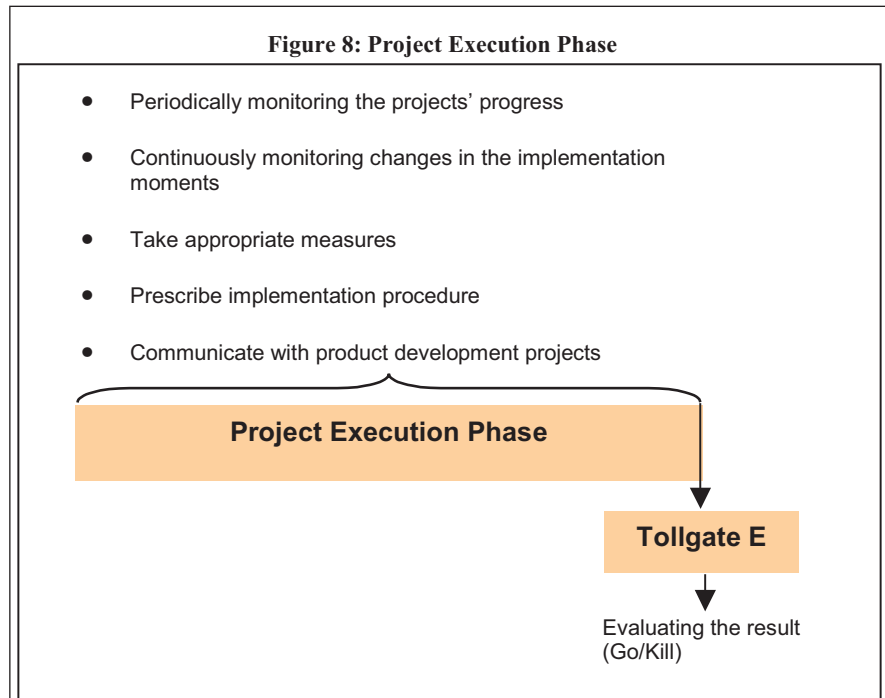 Figure 8: Project Execution Phase
● Periodically monitoring the projects’ progress
● Continuously monitoring changes in the implementation
moments
● Take appropriate measures
● Prescribe implementation procedure
● Communicate with product development projects
Project Execution Phase
Tollgate E
Evaluating the result
(Go/Kill)